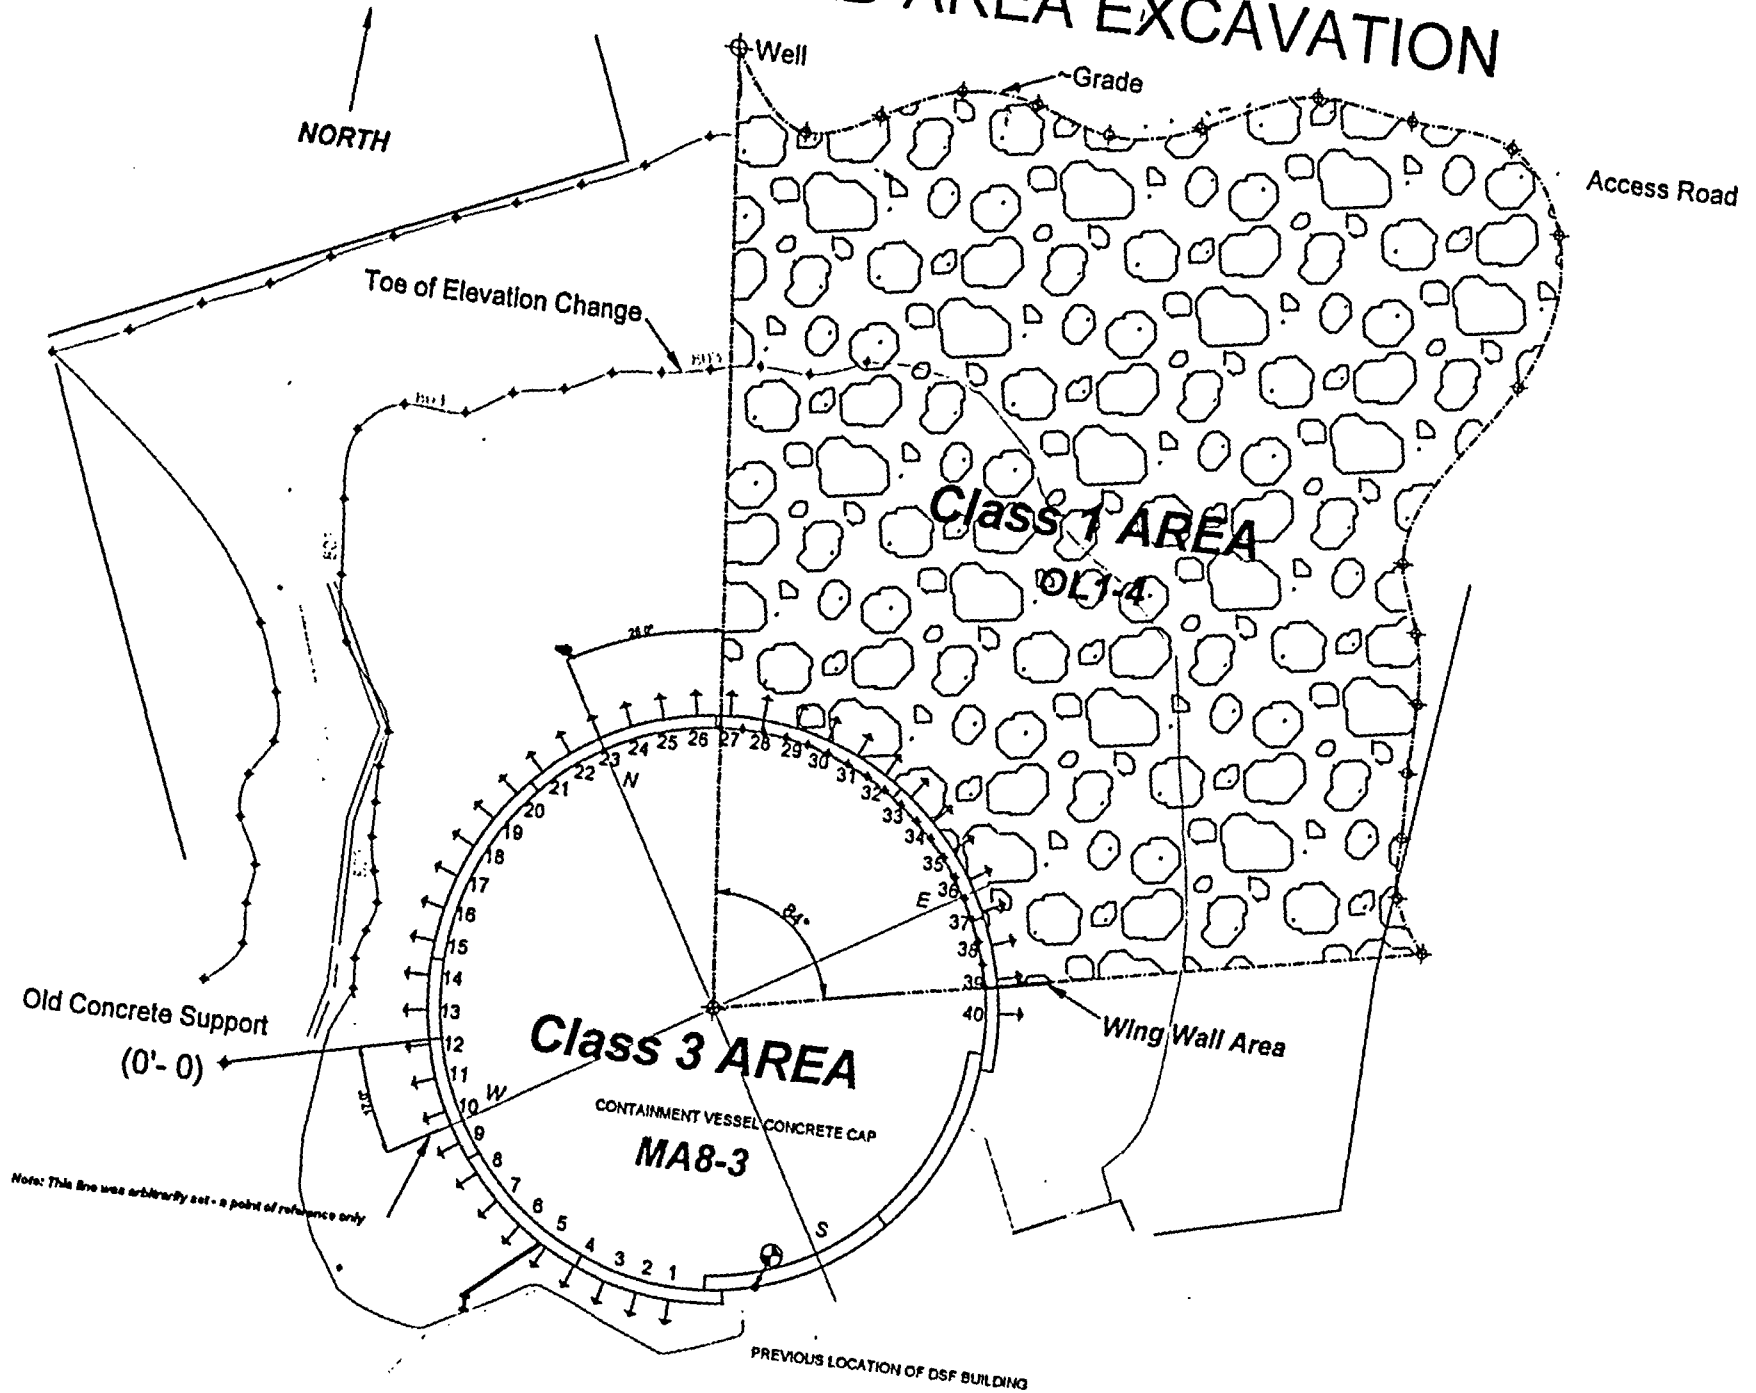 AREA EXCAVATION
Well
~Grade
NORTH
Access Road
Toe of Elevation Change
Class 1 AREA
OL1-4
23 24 25 26 27 28 29 30 31 32 33 34 35 36 37 38 39 40
22 21 20 19 18 17 16 15 14 13 12 11 10 9 8 7 6 5 4 3 2 1
N
E
84°
Old Concrete Support
(0'- 0)
Wing Wall Area
Class 3 AREA
W
CONTAINMENT VESSEL CONCRETE CAP
MA8-3
Note: This line was arbitrarily set - a point of reference only
S
PREVIOUS LOCATION OF DSF BUILDING